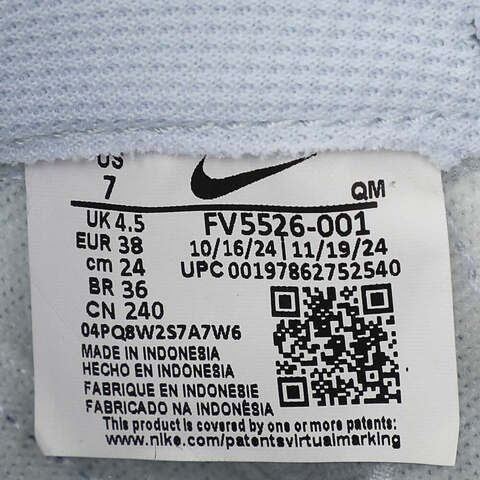 US
7 QM
UK 4.5 FV5526-001
EUR 38 10/16/24 | 11/19/24
cm 24 UPC 00197862752540
BR 36
CN 240
04PQ8W2S7A7W6
MADE IN INDONESIA
HECHO EN INDONESIA
FABRIQUE EN INDONESIE
FABRICADO NA INDONÉSIA
This product is covered by one or more of this patents:
www.nike.com/patentsvirtualmarking